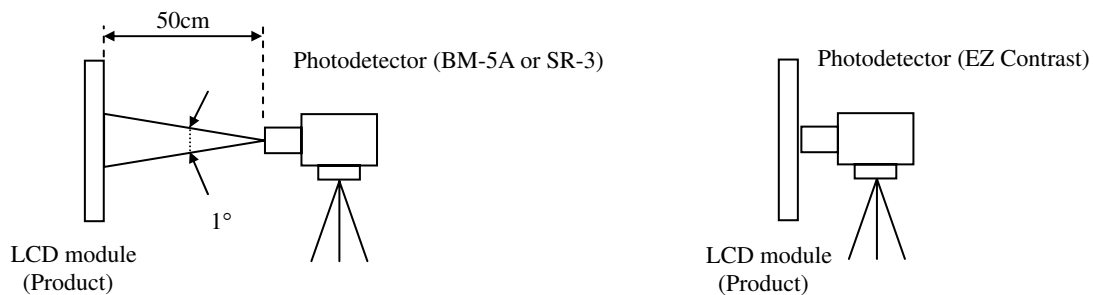 50cm
Photodetector (BM-5A or SR-3)
1°
LCD module
(Product)
Photodetector (EZ Contrast)
LCD module
(Product)